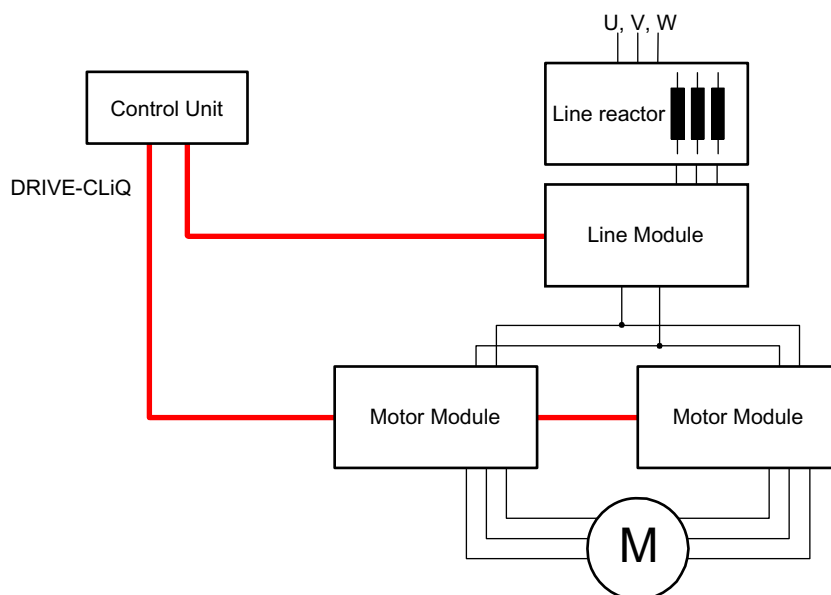 U, V, W
Control Unit
Line reactor
DRIVE-CLiQ
Line Module
Motor Module
Motor Module
M